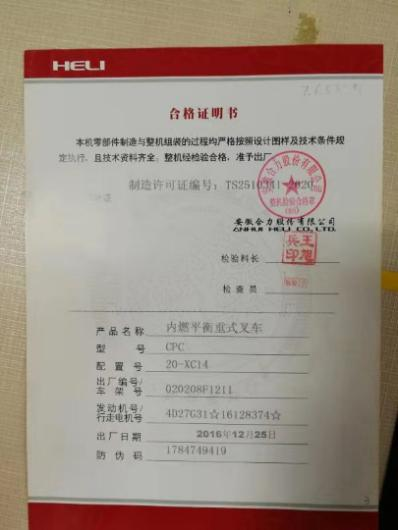 HELI
合格证明书
本机零部件制造与整机组装的过程均严格按照设计图样及技术条件规
定执行，且技术资料齐全，整机经检验合格，准予出厂。
制造许可证编号：TS2510
安徽合力股份有限公司
ANHUI HELI CO.,LTD.
检验科长
检查员
产品名称 内燃平衡重式叉车
型号 CPC
配置号 20-XC14
出厂编号/
车架号 020208F1211
发动机号/
行走电机号 4D27G31☆16128374☆
出厂日期 2016年12月25日
防伪码 1784749419